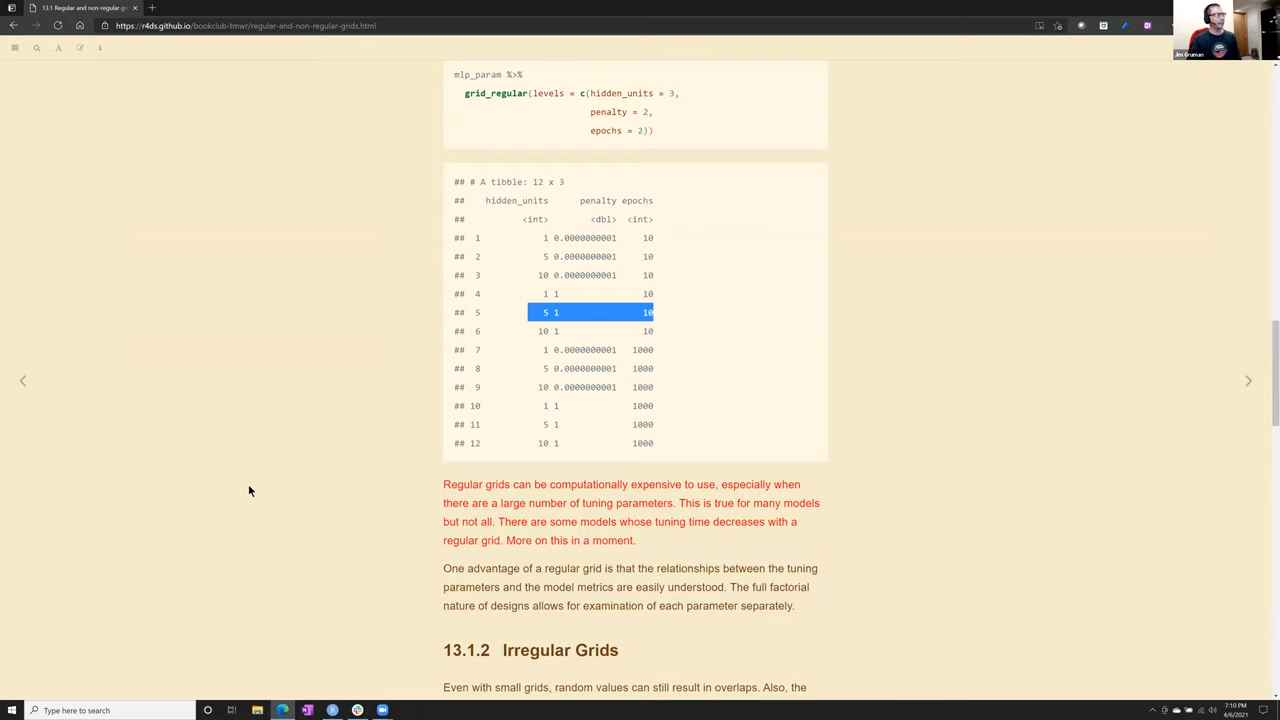 13.1 Regular and non-regular g
https://r4ds.github.io/bookclub-tmwr/regular-and-non-regular-grids.html
Jim Gruman
mlp_param %>%
grid_regular(levels = c(hidden_units = 3,
penalty = 2,
epochs = 2))
## # A tibble: 12 x 3
## hidden_units penalty epochs
## <int> <dbl> <int>
## 1 1 0.0000000001 10
## 2 5 0.0000000001 10
## 3 10 0.0000000001 10
## 4 1 1 10
## 5 5 1 10
## 6 10 1 10
## 7 1 0.0000000001 1000
## 8 5 0.0000000001 1000
## 9 10 0.0000000001 1000
## 10 1 1 1000
## 11 5 1 1000
## 12 10 1 1000
Regular grids can be computationally expensive to use, especially when
there are a large number of tuning parameters. This is true for many models
but not all. There are some models whose tuning time decreases with a
regular grid. More on this in a moment.
One advantage of a regular grid is that the relationships between the tuning
parameters and the model metrics are easily understood. The full factorial
nature of designs allows for examination of each parameter separately.
13.1.2 Irregular Grids
Even with small grids, random values can still result in overlaps. Also, the
Type here to search
7:10 PM
4/6/2021